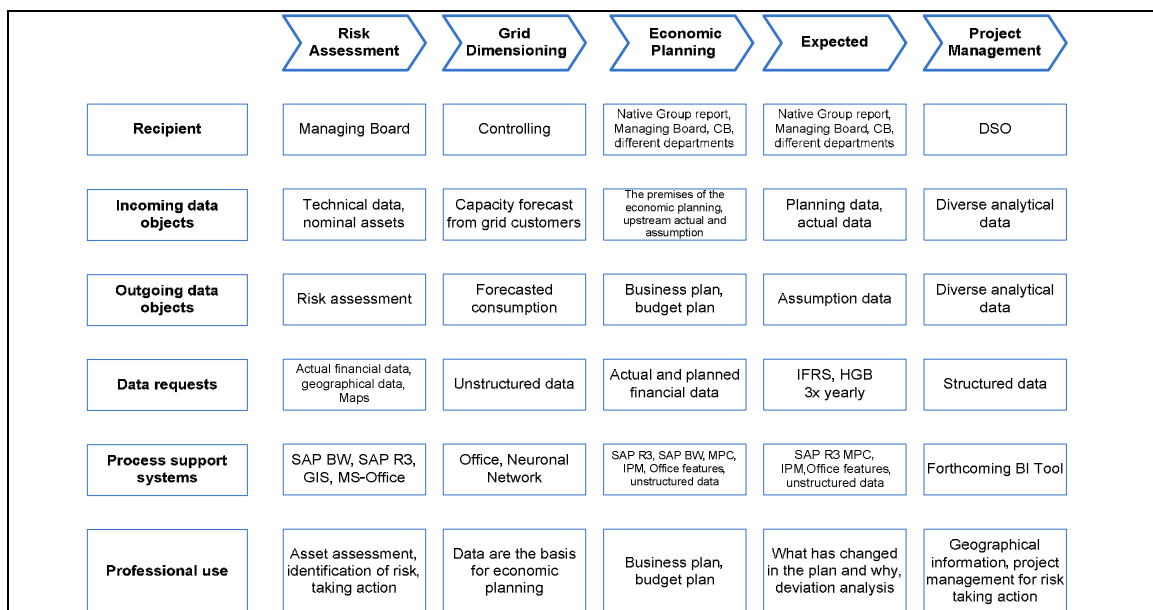 Risk
Assessment
Grid
Dimensioning
Economic
Planning
Expected
Project
Management
Recipient
Managing Board
Controlling
Native Group report,
Managing Board, CB,
different departments
Native Group report,
Managing Board, CB,
different departments
DSO
Incoming data
objects
Technical data,
nominal assets
Capacity forecast
from grid customers
The premises of the
economic planning,
upstream actual and
assumption
Planning data,
actual data
Diverse analytical
data
Outgoing data
objects
Risk assessment
Forecasted
consumption
Business plan,
budget plan
Assumption data
Diverse analytical
data
Data requests
Actual financial data,
geographical data,
Maps
Unstructured data
Actual and planned
financial data
IFRS, HGB
3x yearly
Structured data
Process support
systems
SAP BW, SAP R3,
GIS, MS-Office
Office, Neuronal
Network
SAP R3, SAP BW, MPC,
IPM, Office features,
unstructured data
SAP R3 MPC,
IPM,Office features,
unstructured data
Forthcoming BI Tool
Professional use
Asset assessment,
identification of risk,
taking action
Data are the basis
for economic
planning
Business plan,
budget plan
What has changed
in the plan and why,
deviation analysis
Geographical
information, project
management for risk
taking action